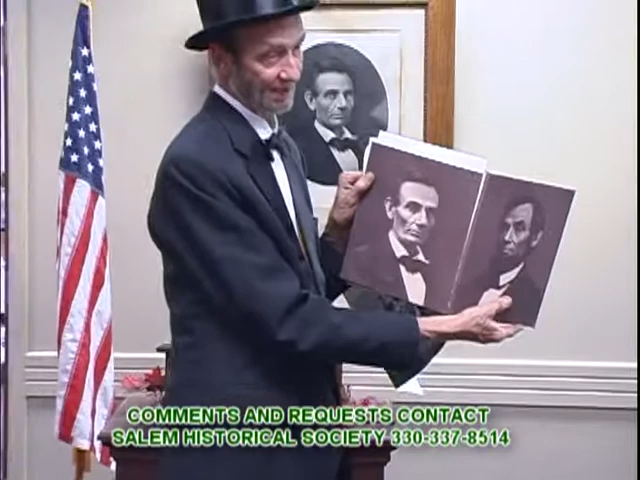 COMMENTS AND REQUESTS CONTACT
SALEM HISTORICAL SOCIETY 330-337-8514